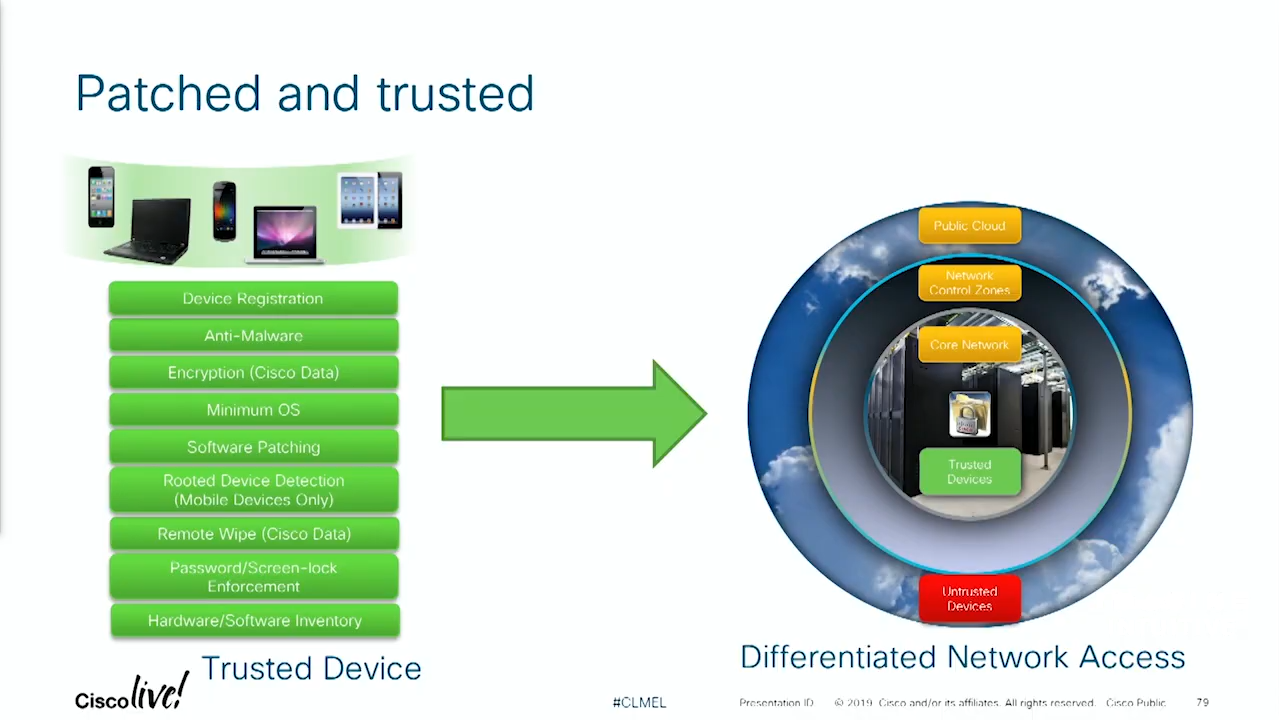 Patched and trusted
Device Registration
Anti-Malware
Encryption (Cisco Data)
Minimum OS
Software Patching
Rooted Device Detection
(Mobile Devices Only)
Remote Wipe (Cisco Data)
Password/Screen-lock
Enforcement
Hardware/Software Inventory
Trusted Device
Public Cloud
Network
Control Zones
Core Network
Trusted
Devices
Untrusted
Devices
Differentiated Network Access
Cisco live!
#CLMEL
Presentation ID
© 2019 Cisco and/or its affiliates. All rights reserved. Cisco Public
79